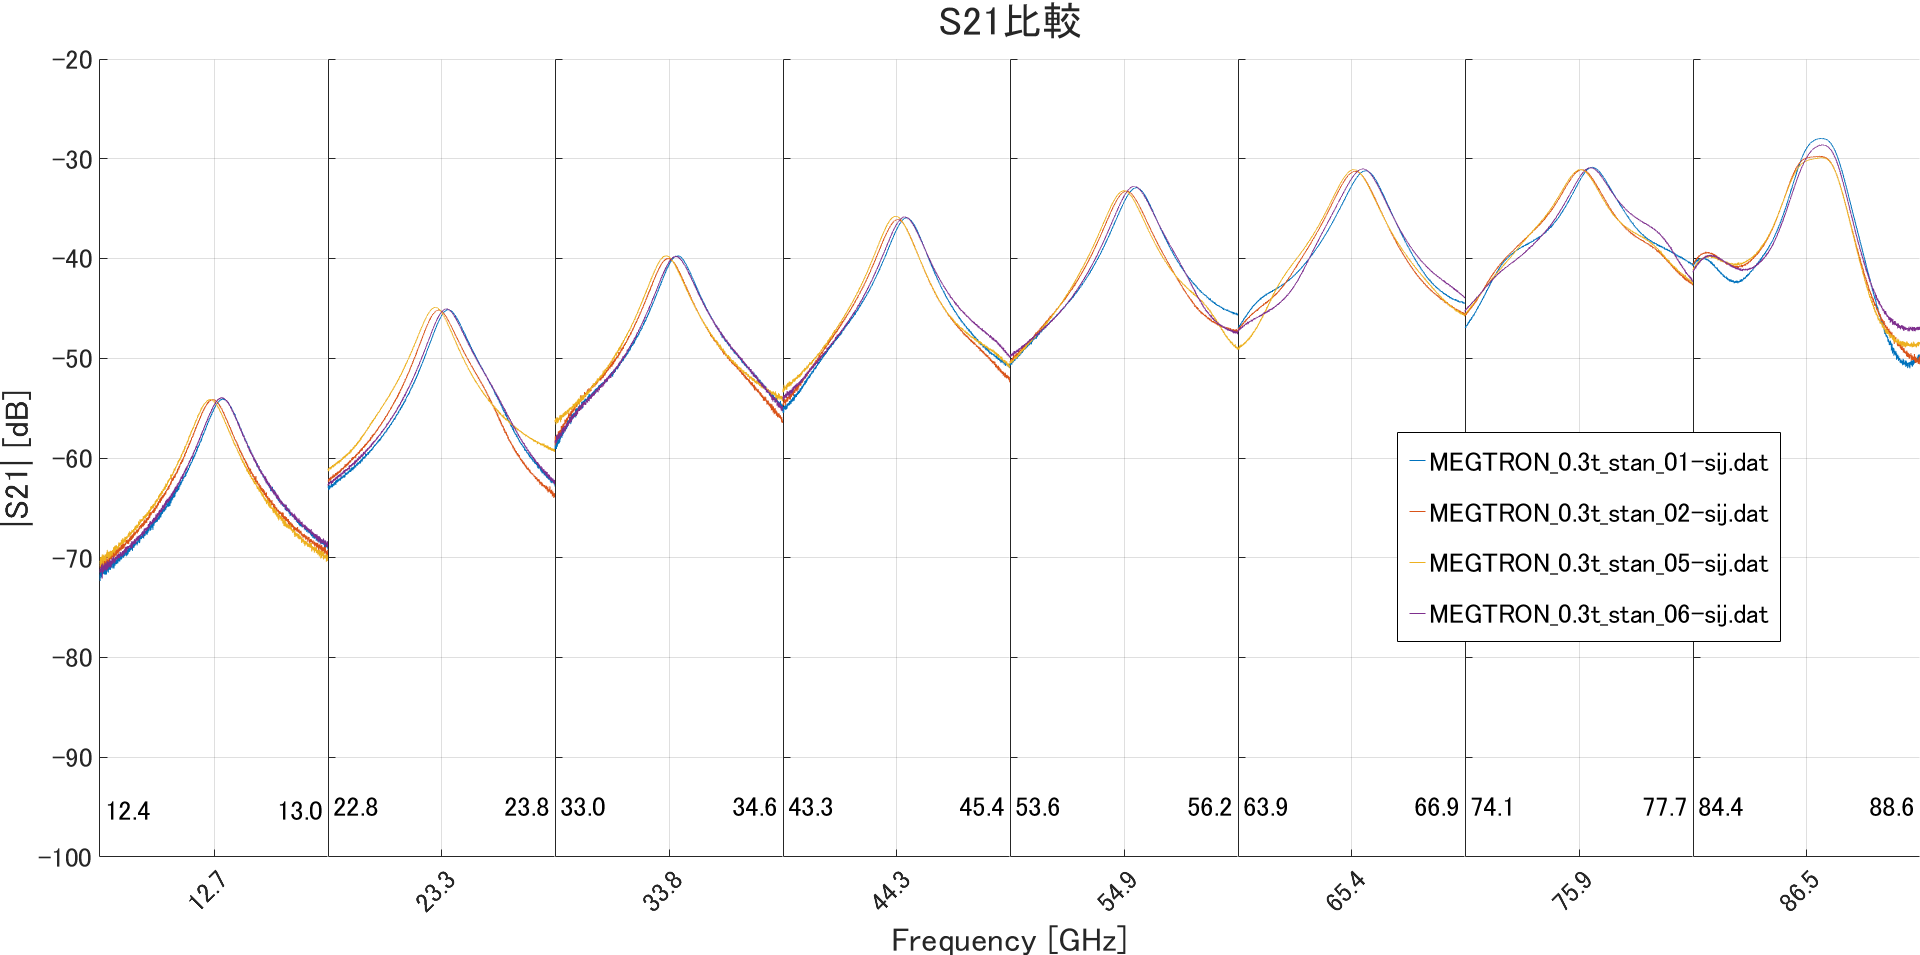 S21比較
|S21| [dB]
-20
-30
-40
-50
-60
-70
-80
-90
-100
12.4 13.0 22.8 23.8 33.0 34.6 43.3 45.4 53.6 56.2 63.9 66.9 74.1 77.7 84.4 88.6
12.7 23.3 33.8 44.3 54.9 65.4 75.9 86.5
Frequency [GHz]
MEGTRON_0.3t_stan_01-sij.dat
MEGTRON_0.3t_stan_02-sij.dat
MEGTRON_0.3t_stan_05-sij.dat
MEGTRON_0.3t_stan_06-sij.dat